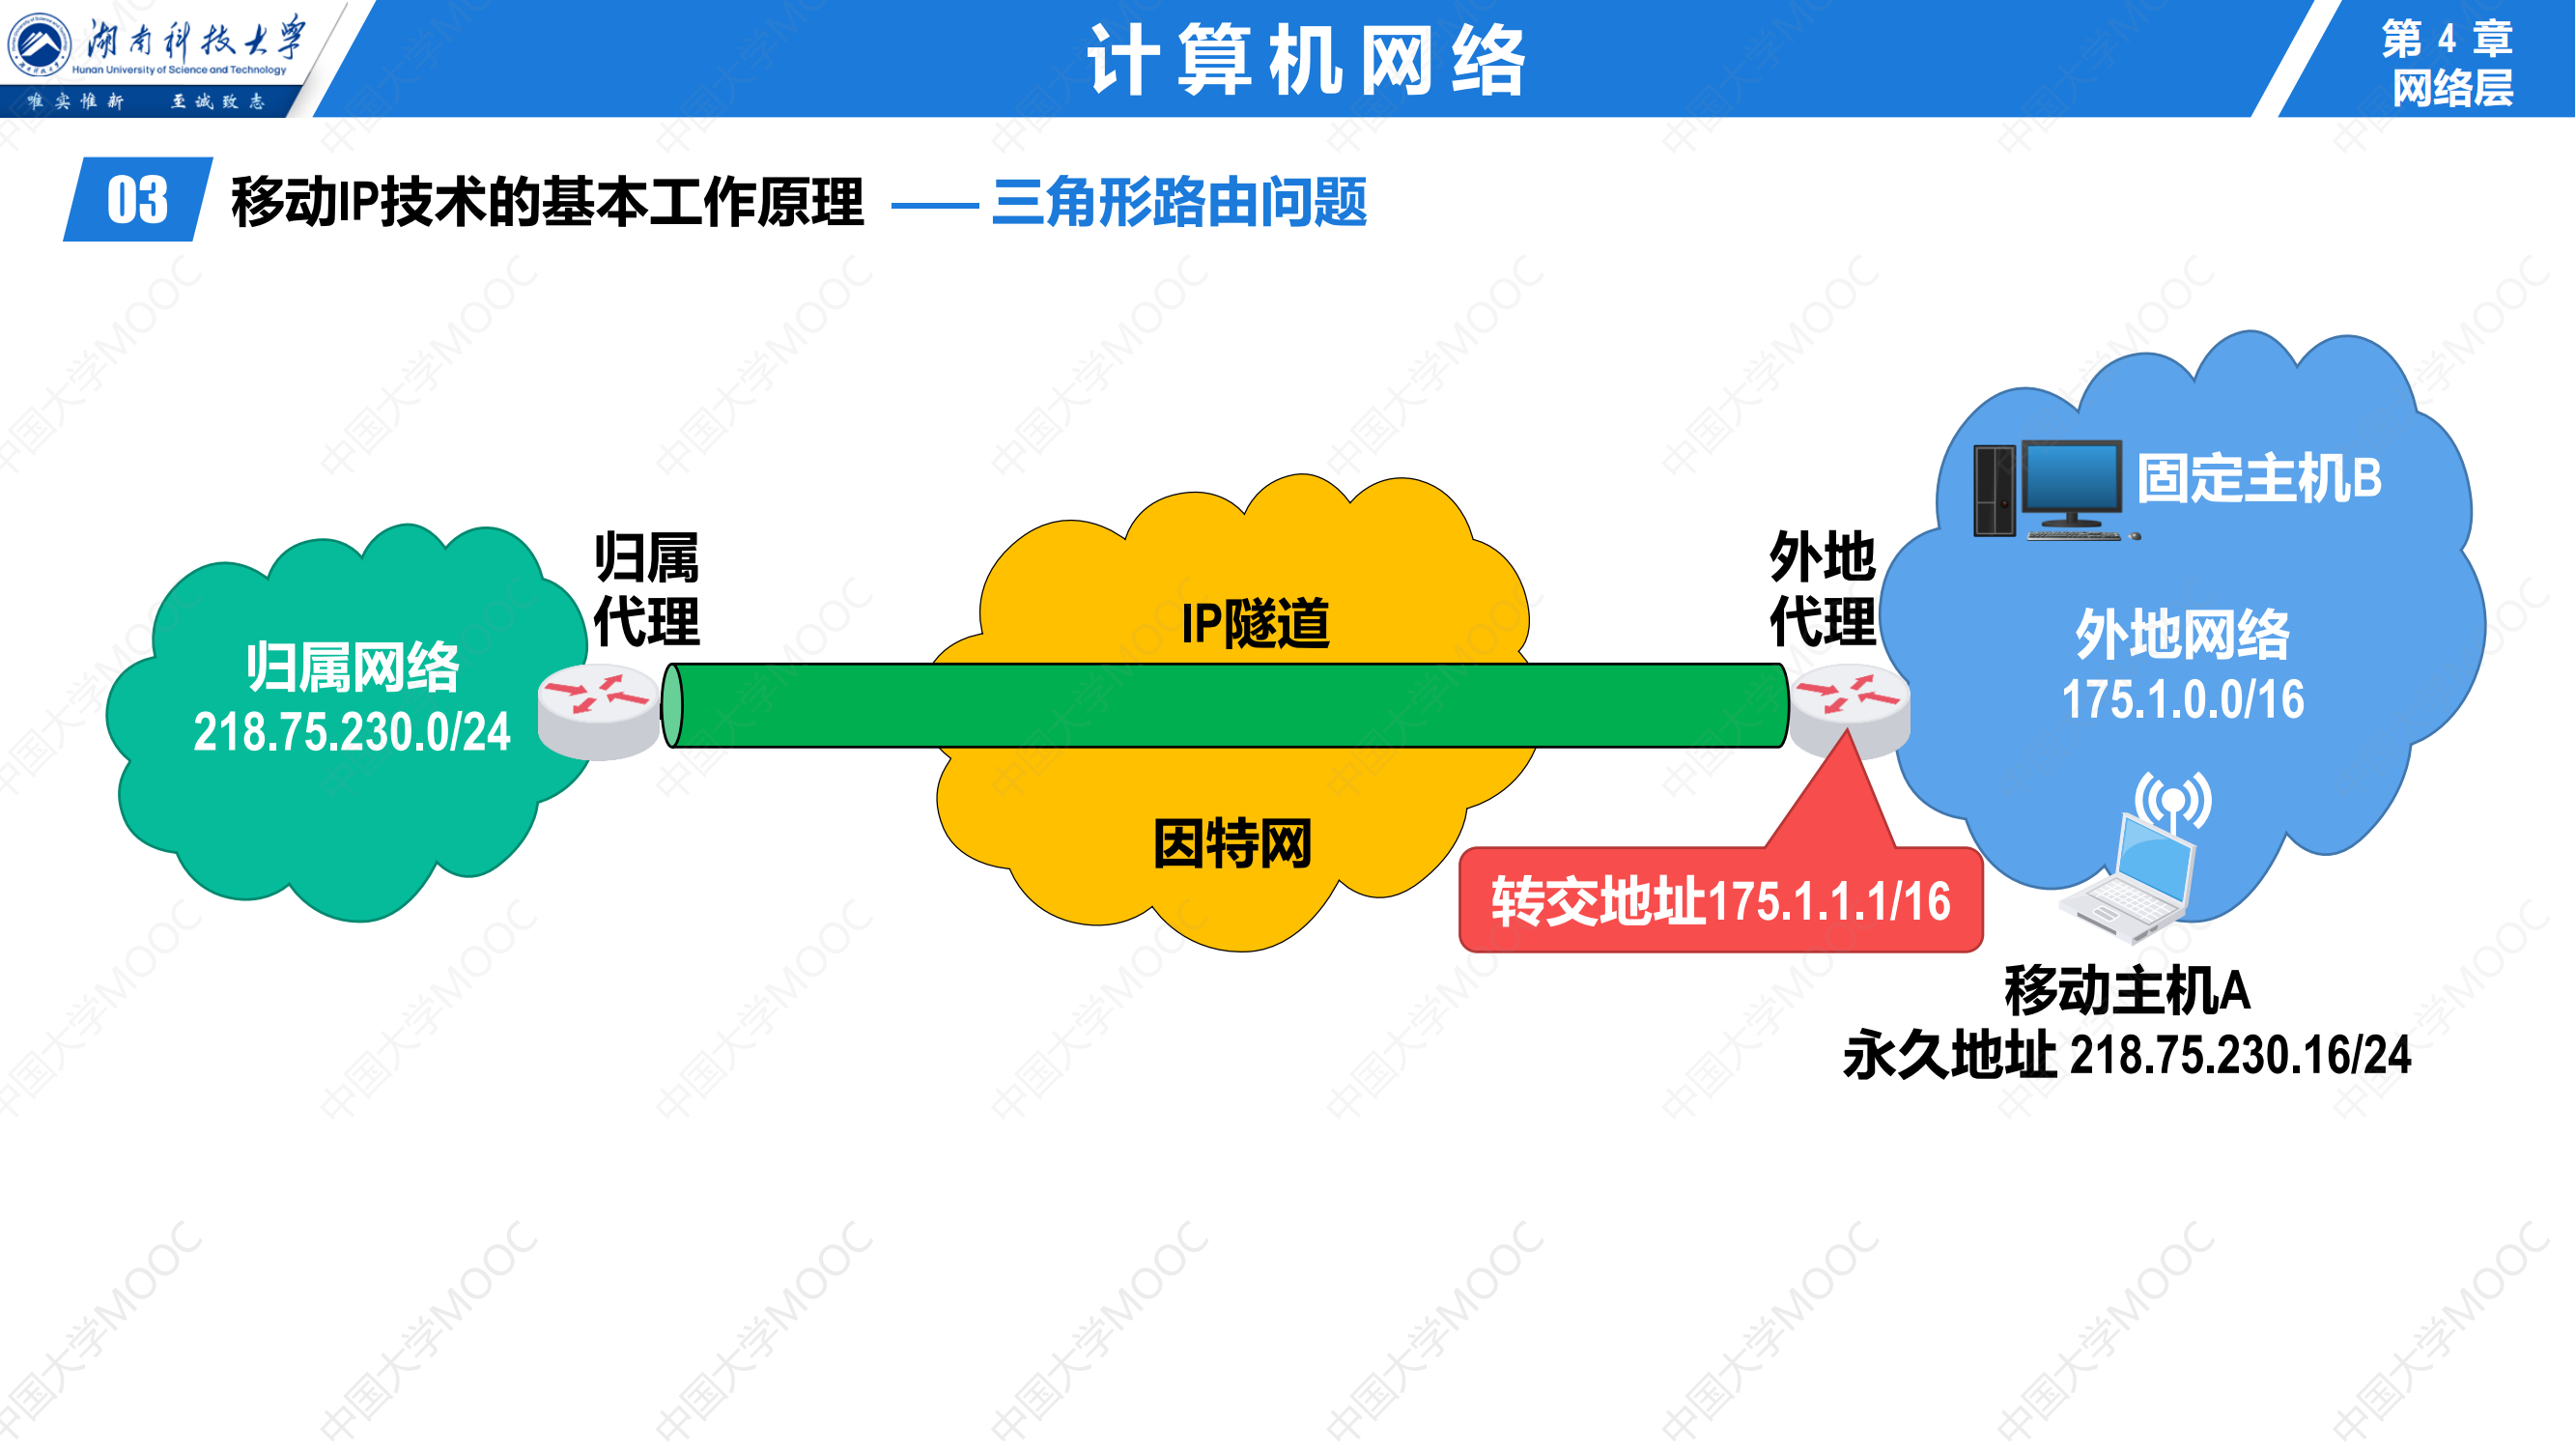 湖南科技大学
Hunan University of Science and Technology
唯实惟新 至诚致志
计算机网络
第 4 章
网络层
03 移动IP技术的基本工作原理 —— 三角形路由问题
固定主机B
归属
代理
外地
代理
IP隧道
外地网络
175.1.0.0/16
归属网络
218.75.230.0/24
因特网
转交地址175.1.1.1/16
移动主机A
永久地址 218.75.230.16/24
中国大学MOOC